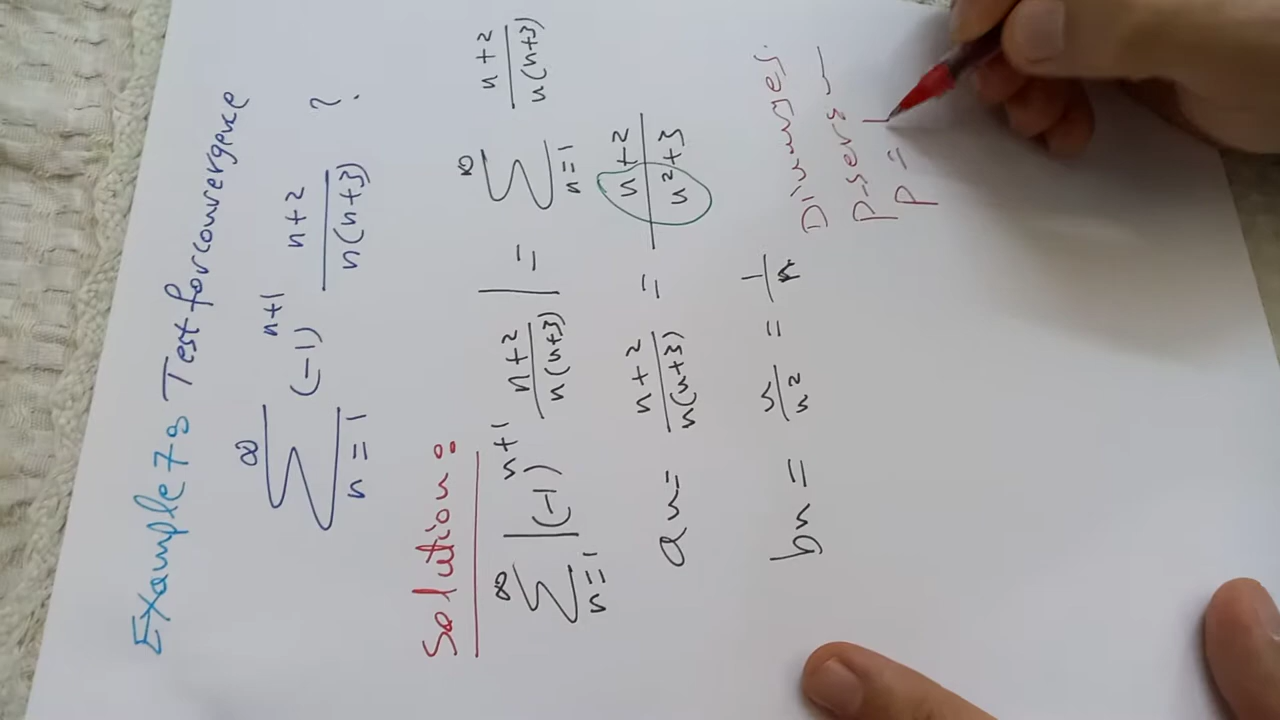 Example 7: Test for convergence
∞ Σ n=1 (-1)^n+1 n+2/n(n+3) ?
Solution:
∞ Σ n=1 |(-1)^n+1 n+2/n(n+3)| = ∞ Σ n=1 n+2/n(n+3)
an = n+2/n(n+3) = n+2/n²+3
bn = n/n² = 1/n Diverges.
P-series
P = 1